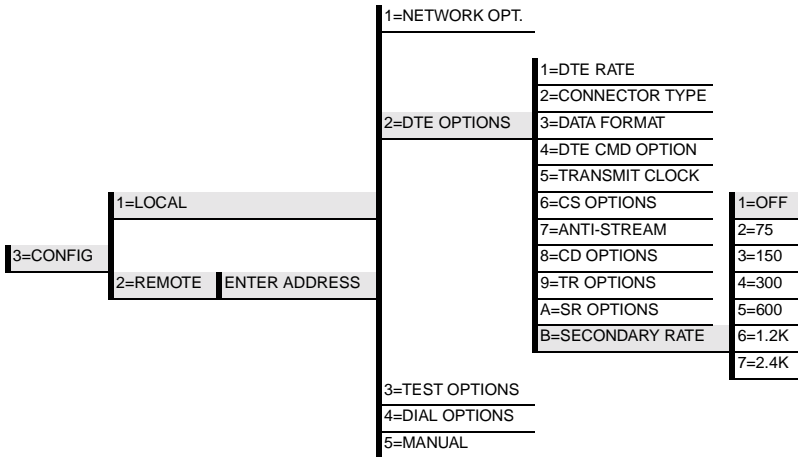 1=NETWORK OPT.
1=DTE RATE
2=CONNECTOR TYPE
2=DTE OPTIONS
3=DATA FORMAT
4=DTE CMD OPTION
5=TRANSMIT CLOCK
1=LOCAL
6=CS OPTIONS
1=OFF
7=ANTI-STREAM
2=75
3=CONFIG
8=CD OPTIONS
3=150
2=REMOTE
ENTER ADDRESS
9=TR OPTIONS
4=300
A=SR OPTIONS
5=600
B=SECONDARY RATE
6=1.2K
7=2.4K
3=TEST OPTIONS
4=DIAL OPTIONS
5=MANUAL